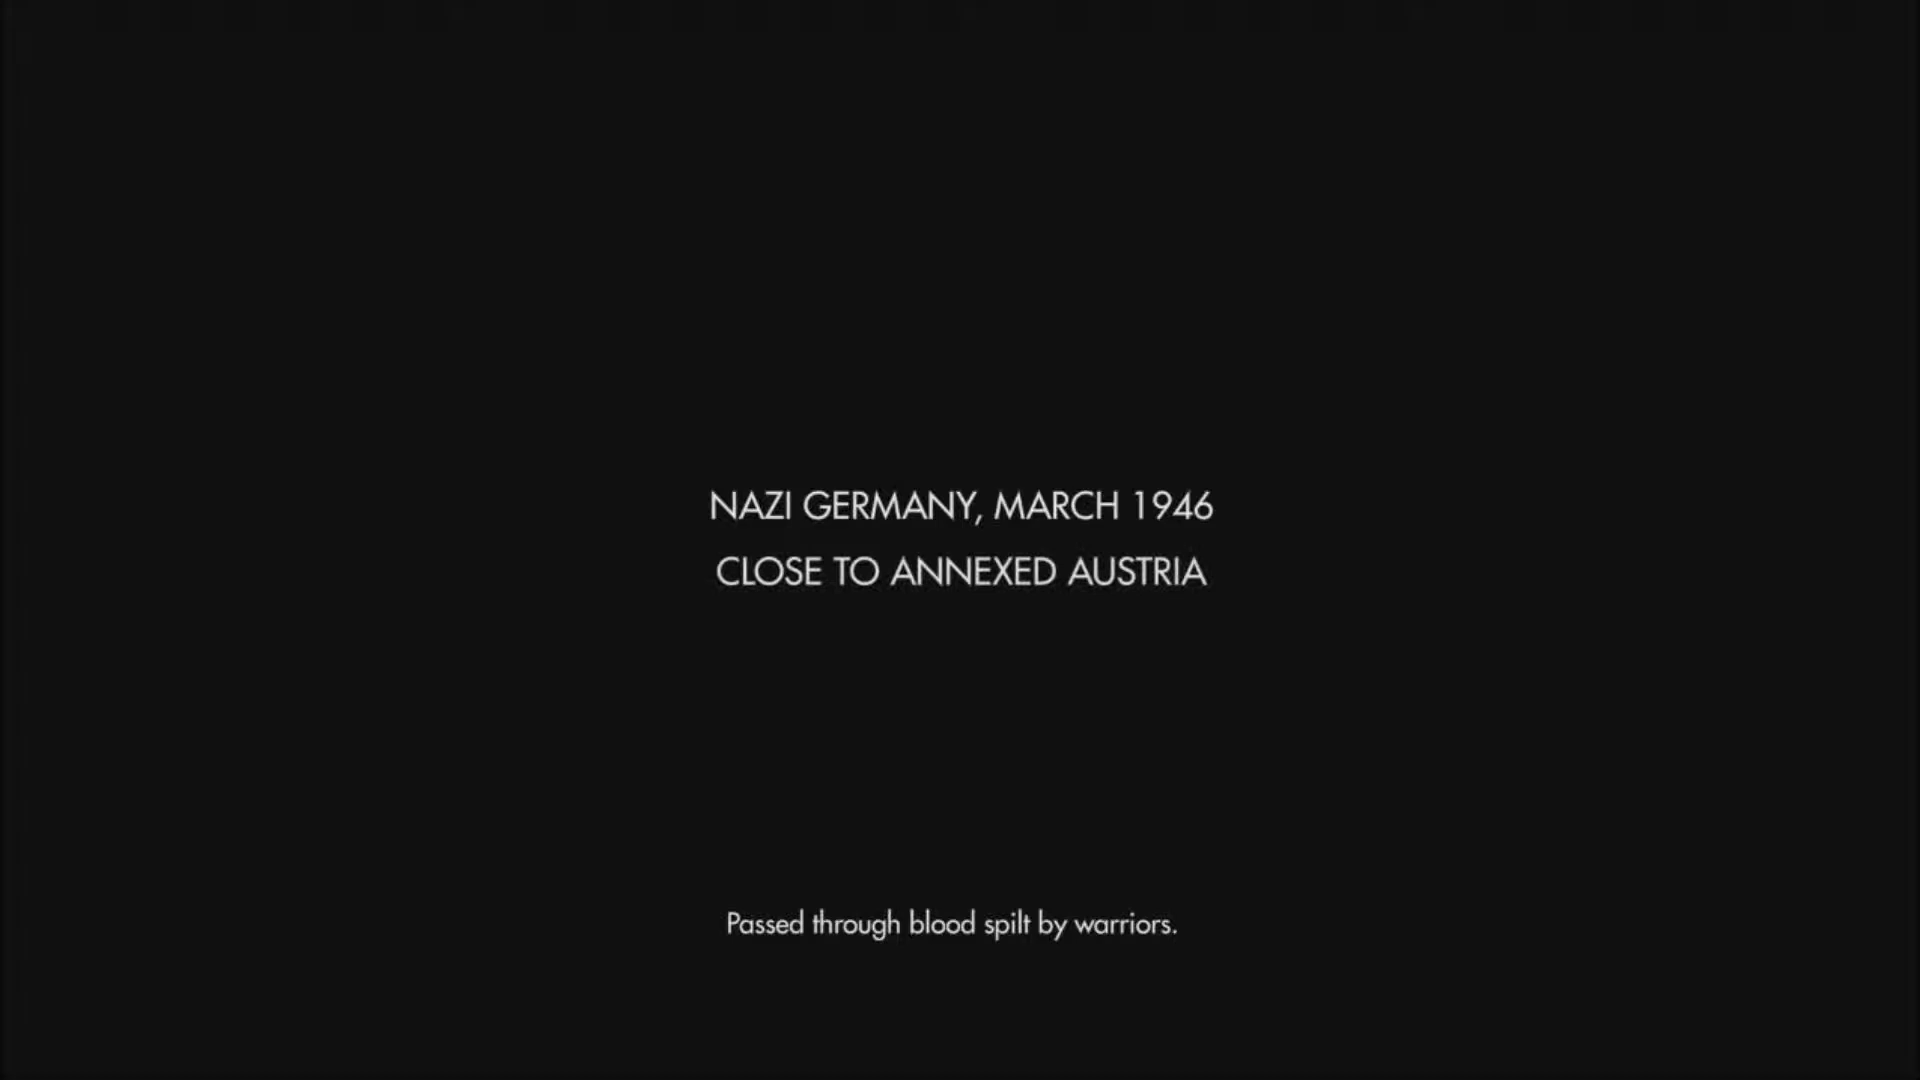 NAZI GERMANY, MARCH 1946
CLOSE TO ANNEXED AUSTRIA
Passed through blood spilt by warriors.